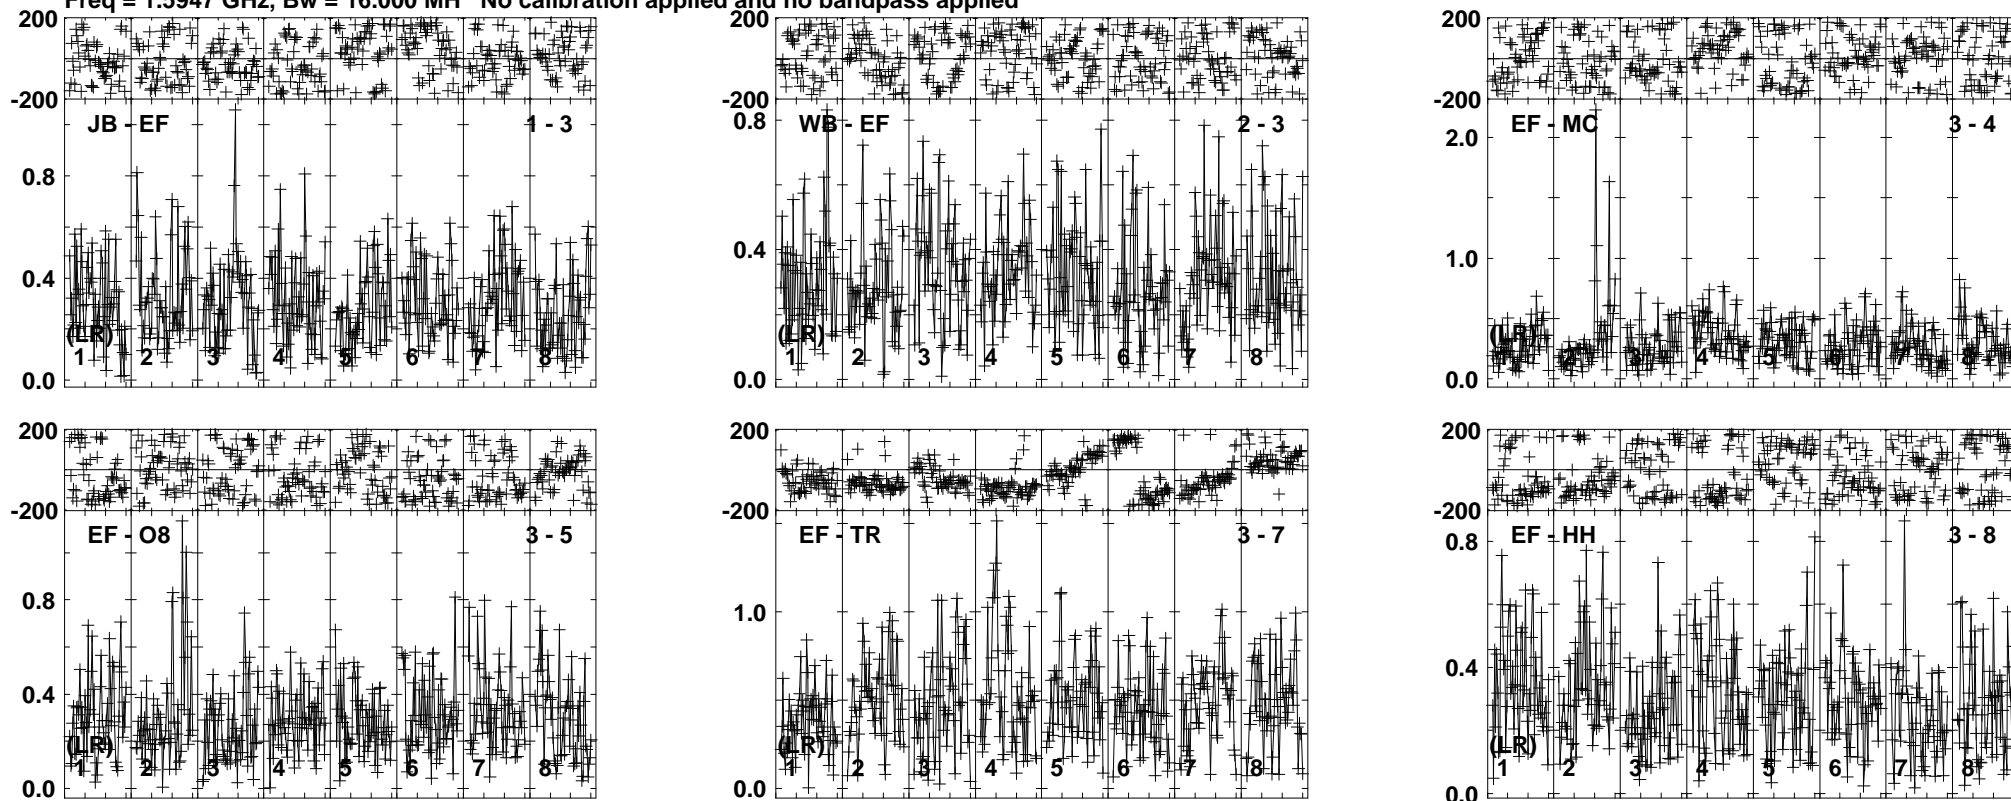 Freq = 1.5947 GHz, Bw = 16.000 MH No calibration applied and no bandpass applied
200
-200
JB - EF
1 - 3
0.8
0.4
0.0
(LR)
1 2 3 4 5 6 7 8
200
-200
WB - EF
2 - 3
0.8
0.4
0.0
(LR)
1 2 3 4 5 6 7 8
200
-200
EF - MC
3 - 4
2.0
1.0
0.0
(LR)
1 2 3 4 5 6 7 8
200
-200
EF - O8
3 - 5
0.8
0.4
0.0
(LR)
1 2 3 4 5 6 7 8
200
-200
EF - TR
3 - 7
1.0
0.0
(LR)
1 2 3 4 5 6 7 8
200
-200
EF - HH
3 - 8
0.8
0.4
0.0
(LR)
1 2 3 4 5 6 7 8